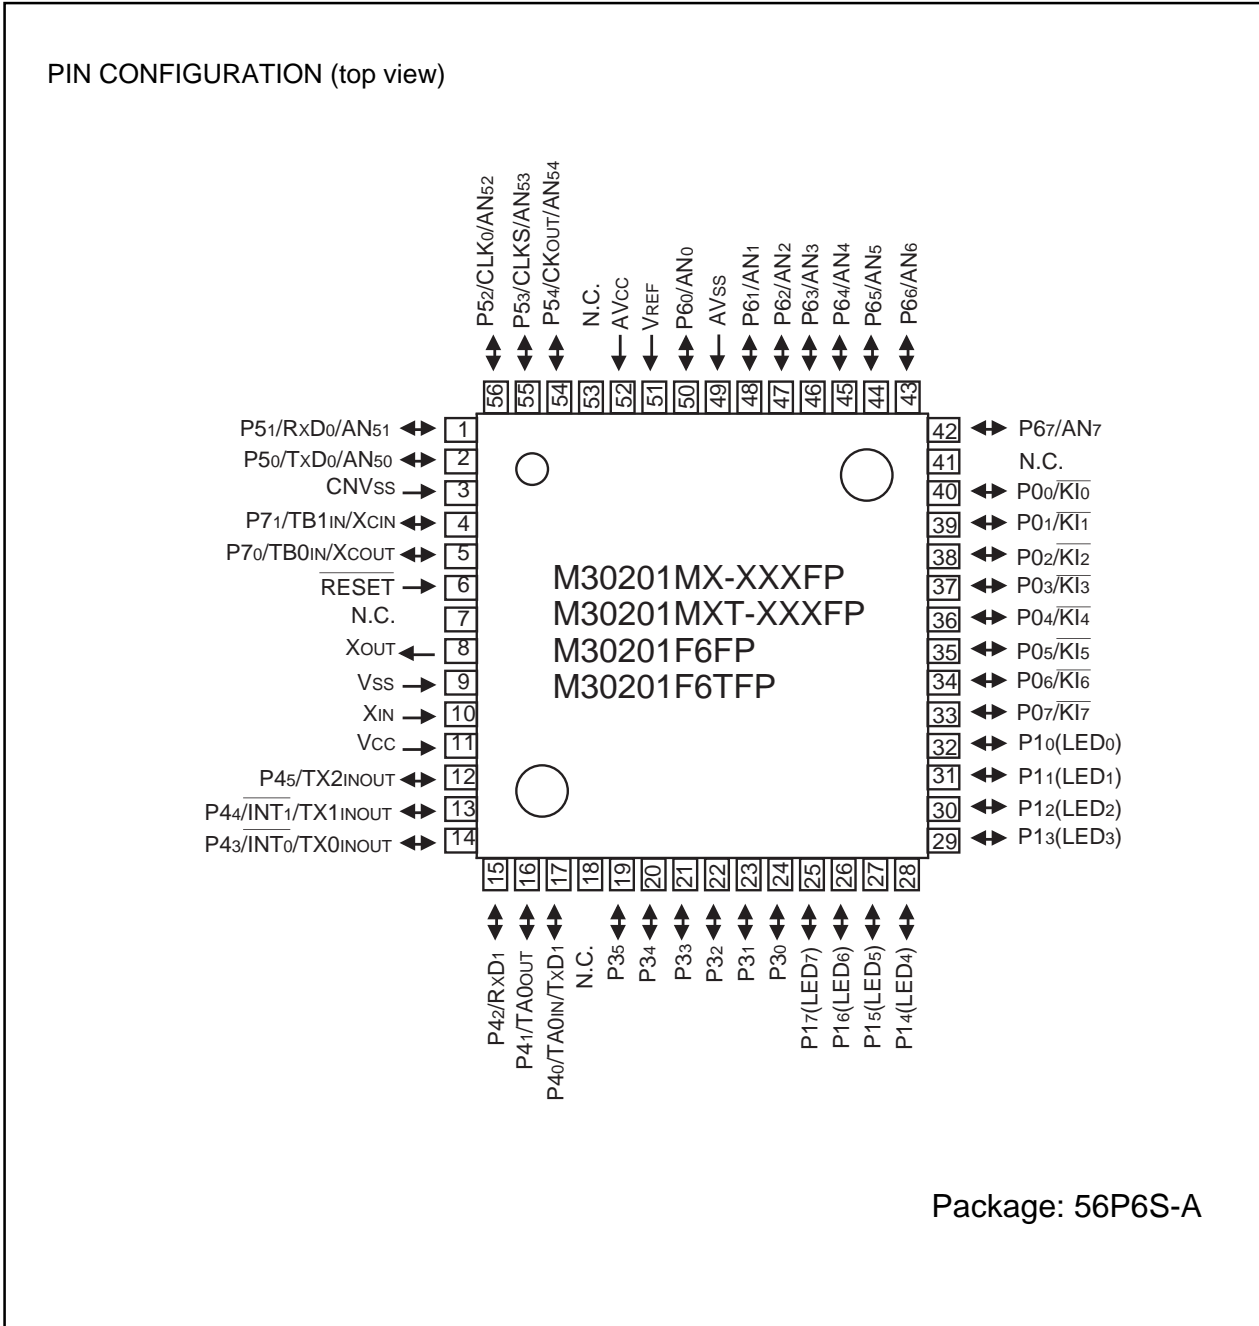 PIN CONFIGURATION (top view)
P52/CLK0/AN52
P53/CLKS/AN53
P54/CKOUT/AN54
N.C.
AVCC
VREF
P60/AN0
AVSS
P61/AN1
P62/AN2
P63/AN3
P64/AN4
P65/AN5
P66/AN6
56 55 54 53 52 51 50 49 48 47 46 45 44 43
P51/RXD0/AN51 1
P50/TXD0/AN50 2
CNVSS 3
P71/TB1IN/XCIN 4
P70/TB0IN/XCOUT 5
RESET 6
N.C. 7
XOUT 8
VSS 9
XIN 10
VCC 11
P45/TX2INOUT 12
P44/INT1/TX1INOUT 13
P43/INT0/TX0INOUT 14
M30201MX-XXXFP
M30201MXT-XXXFP
M30201F6FP
M30201F6TFP
42 P67/AN7
41 N.C.
40 P00/KI0
39 P01/KI1
38 P02/KI2
37 P03/KI3
36 P04/KI4
35 P05/KI5
34 P06/KI6
33 P07/KI7
32 P10(LED0)
31 P11(LED1)
30 P12(LED2)
29 P13(LED3)
15 16 17 18 19 20 21 22 23 24 25 26 27 28
P42/RXD1
P41/TA0OUT
P40/TA0IN/TXD1
N.C.
P35
P34
P33
P32
P31
P30
P17(LED7)
P16(LED6)
P15(LED5)
P14(LED4)
Package: 56P6S-A